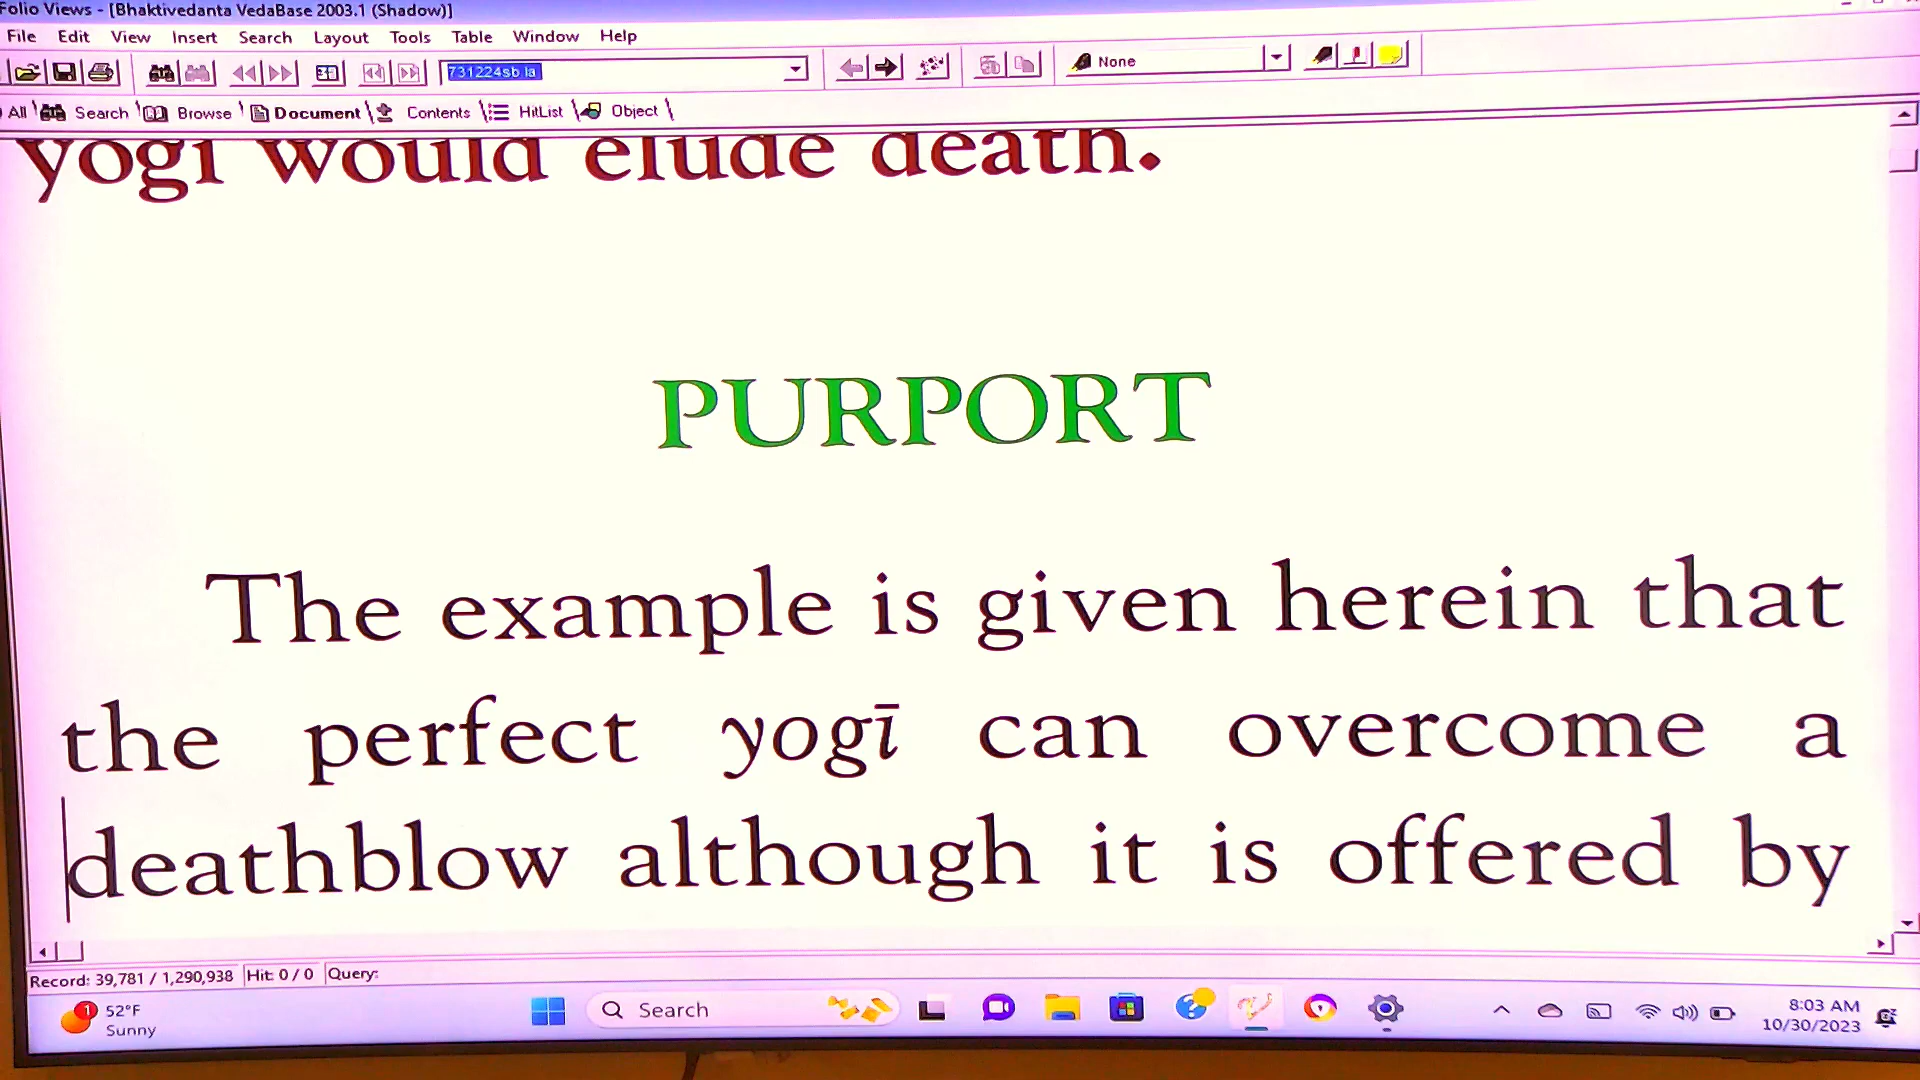 Folio Views - [Bhaktivedanta VedaBase 2003.1 (Shadow)]
File Edit View Insert Search Layout Tools Table Window Help
731224sb la
None
All Search Browse Document Contents HitList Object
yogī would elude death.
PURPORT
The example is given herein that
the perfect yogī can overcome a
deathblow although it is offered by
Record: 39,781 / 1,290,938 Hit: 0 / 0 Query:
1 52°F
Sunny
Search
8:03 AM
10/30/2023